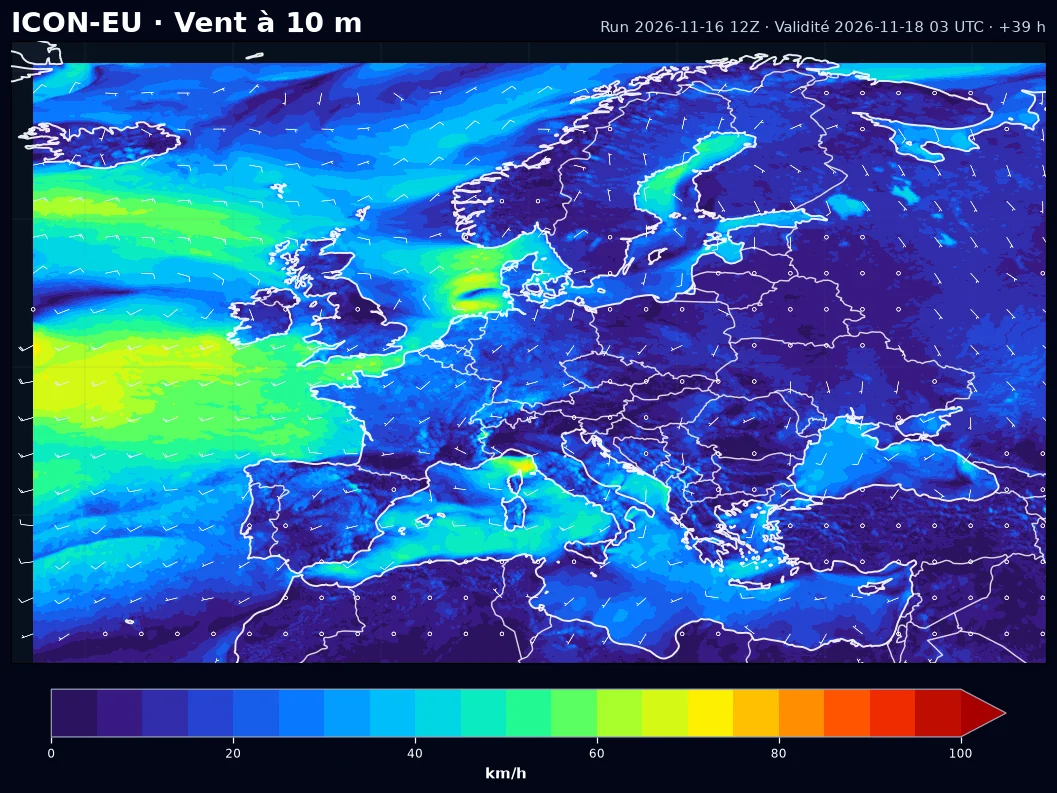 ICON-EU · Vent à 10 m
Run 2026-11-16 12Z · Validité 2026-11-18 03 UTC · +39 h
0 20 40 60 80 100
km/h